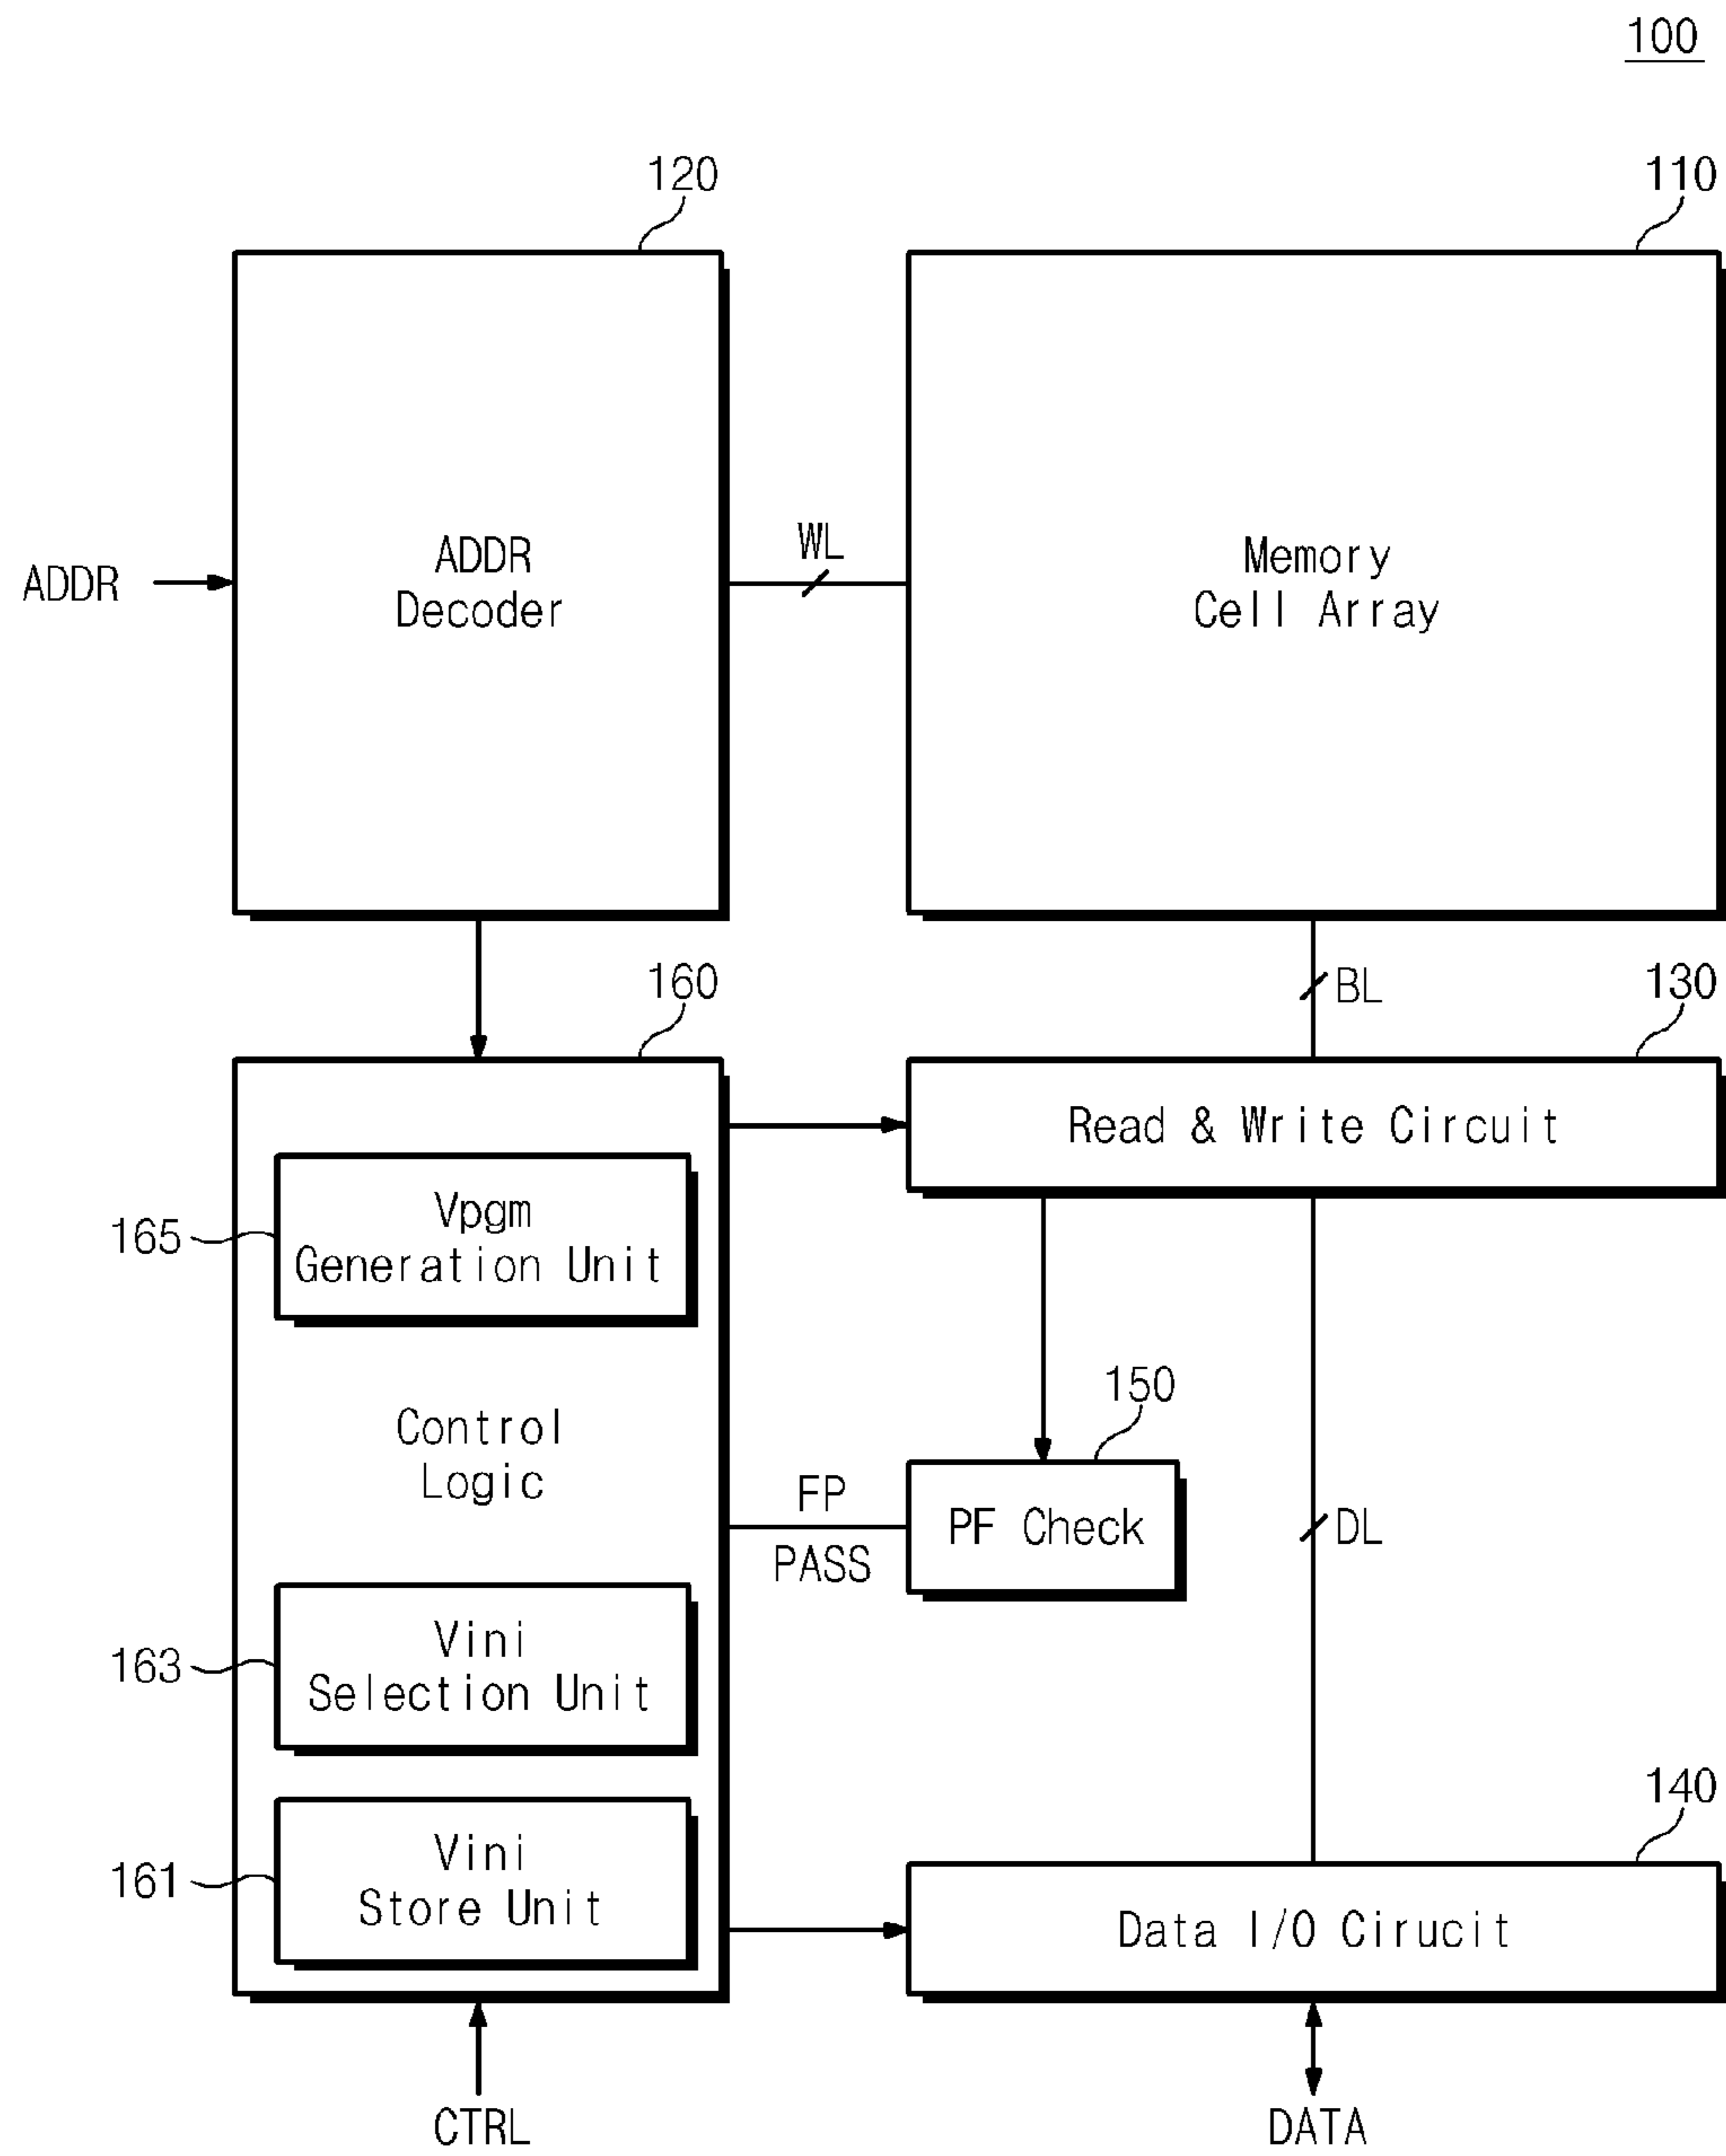 100
120
110
ADDR
ADDR
Decoder
WL
Memory
Cell Array
160
BL
130
Read & Write Circuit
165
Vpgm
Generation Unit
150
Control
Logic
FP
PASS
PF Check
DL
163
Vini
Selection Unit
140
161
Vini
Store Unit
Data I/O Cirucit
CTRL
DATA